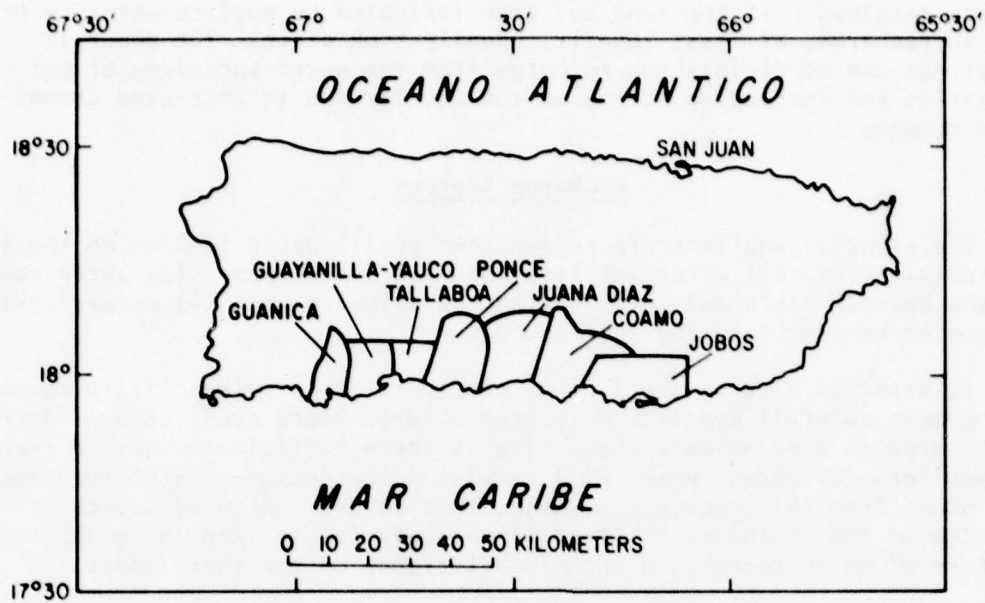 67°30' 67° 30' 66° 65°30'
OCEANO ATLANTICO
18°30'
SAN JUAN
GUAYANILLA-YAUCO PONCE
TALLABOA JUANA DIAZ
GUANICA
COAMO
JOBOS
18°
MAR CARIBE
0 10 20 30 40 50 KILOMETERS
17°30'